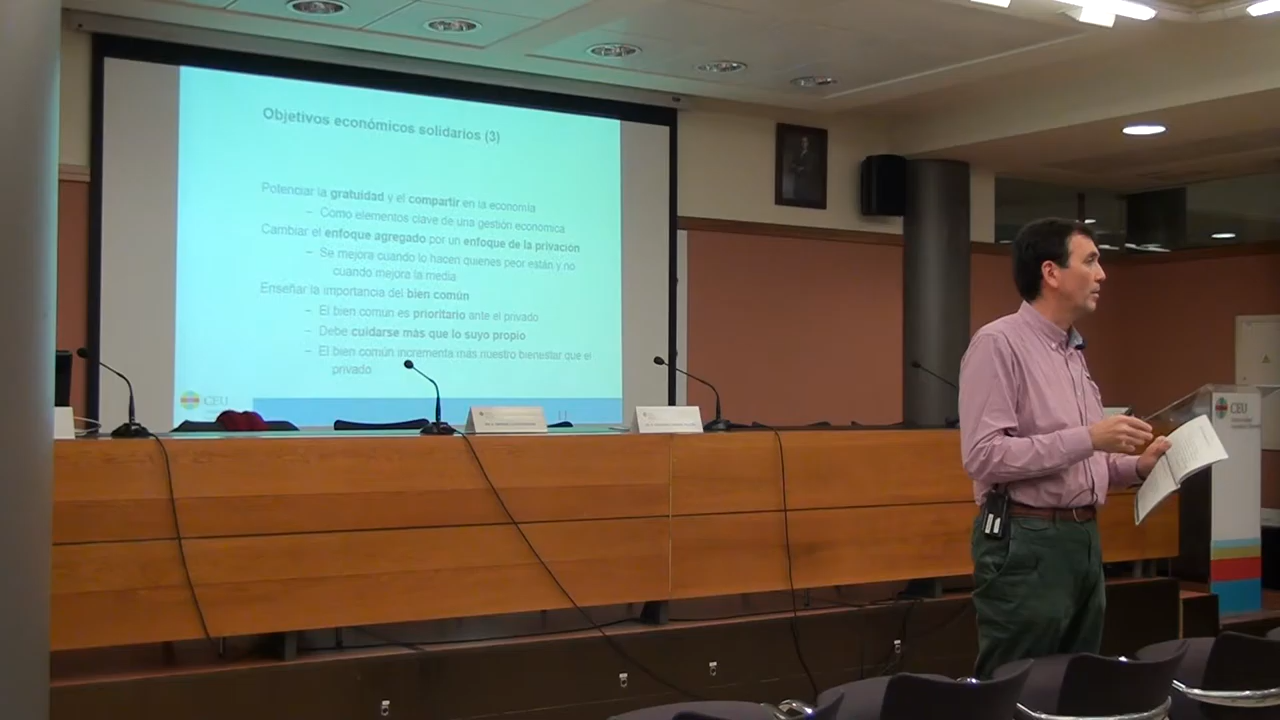 Objetivos económicos solidarios (3)
Potenciar la gratuidad y el compartir en la economía
– Como elementos clave de una gestión económica
Cambiar el enfoque agregado por un enfoque de la privación
– Se mejora cuando lo hacen quienes peor están y no
cuando mejora la media
Enseñar la importancia del bien común
– El bien común es prioritario ante el privado
– Debe cuidarse más que lo suyo propio
– El bien común incrementa más nuestro bienestar que el
privado
CEU
CEU